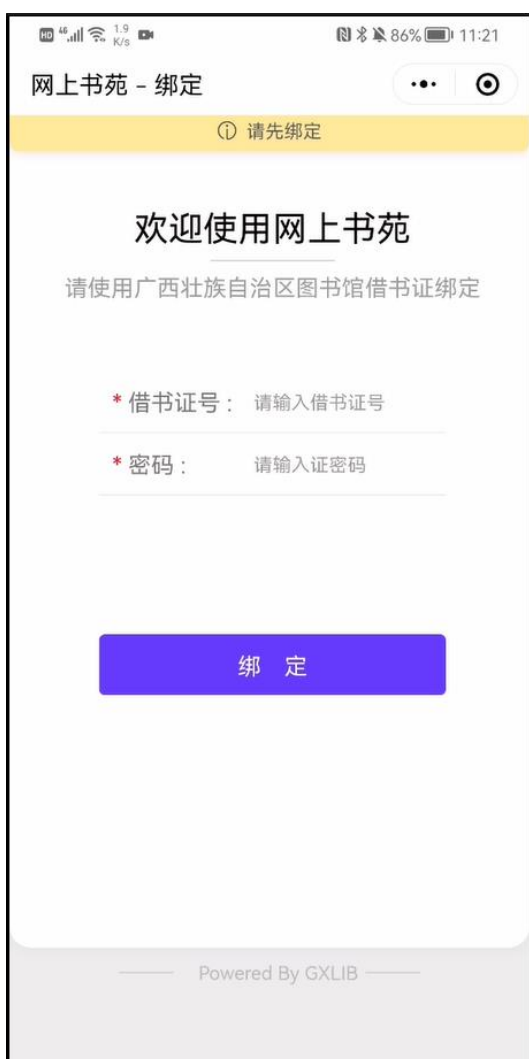 HD 46 1.9 K/s 86% 11:21
网上书苑 – 绑定
请先绑定
欢迎使用网上书苑
请使用广西壮族自治区图书馆借书证绑定
* 借书证号: 请输入借书证号
* 密码: 请输入证密码
绑 定
Powered By GXLIB